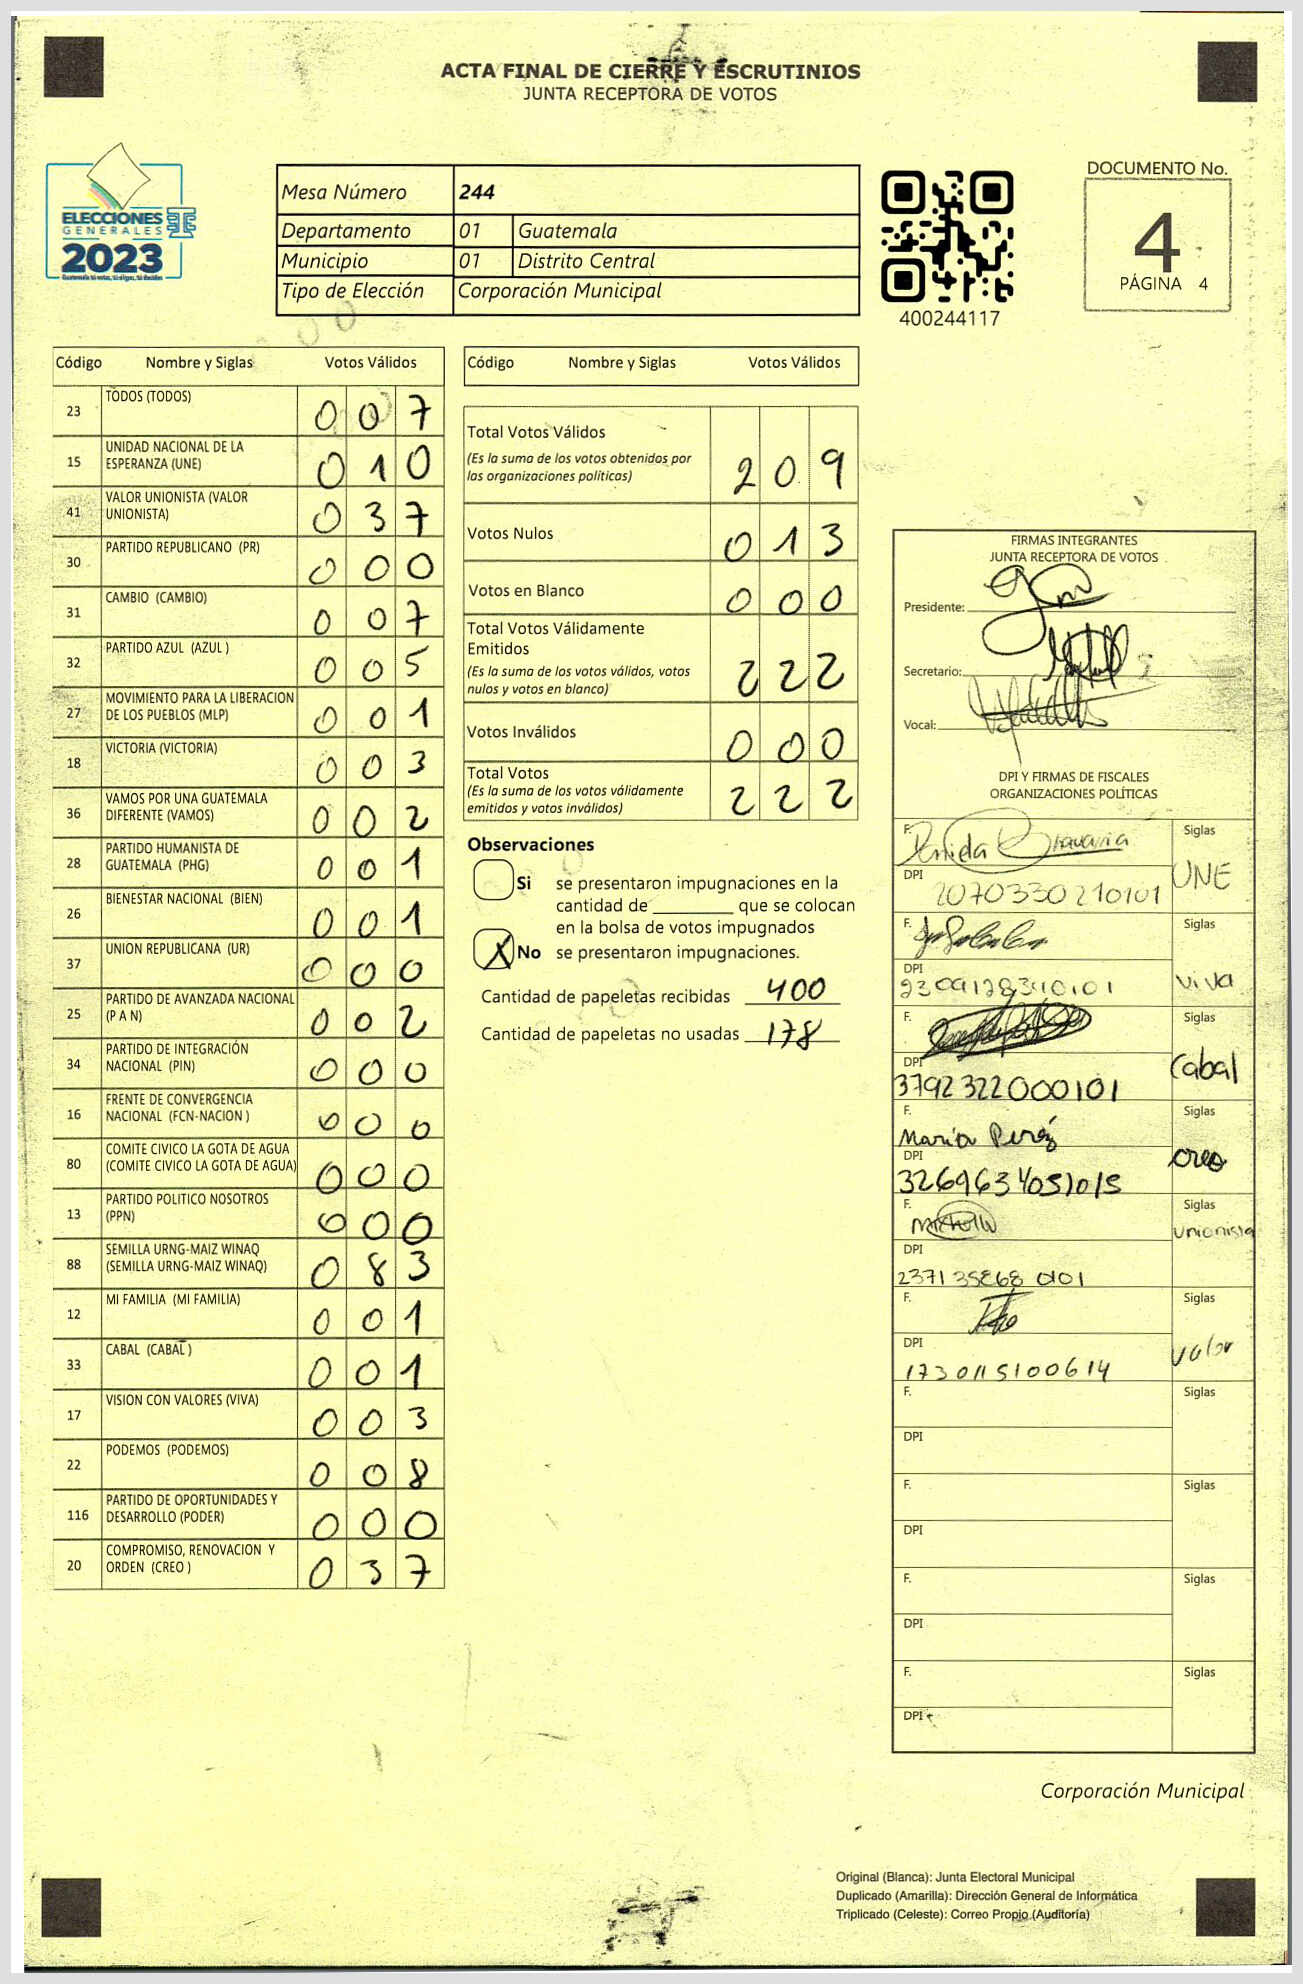 ACTA FINAL DE CIERRE Y ESCRUTINIOS
JUNTA RECEPTORA DE VOTOS
ELECCIONES
GENERALES
2023
Mesa Número 244
Departamento 01 Guatemala
Municipio 01 Distrito Central
Tipo de Elección Corporación Municipal
400244117
DOCUMENTO No.
4
PÁGINA 4
Código Nombre y Siglas Votos Válidos
23 TODOS (TODOS) 0 0 7
15 UNIDAD NACIONAL DE LA ESPERANZA (UNE) 0 1 0
41 VALOR UNIONISTA (VALOR UNIONISTA) 0 3 7
30 PARTIDO REPUBLICANO (PR) 0 0 0
31 CAMBIO (CAMBIO) 0 0 7
32 PARTIDO AZUL (AZUL ) 0 0 5
27 MOVIMIENTO PARA LA LIBERACION DE LOS PUEBLOS (MLP) 0 0 1
18 VICTORIA (VICTORIA) 0 0 3
36 VAMOS POR UNA GUATEMALA DIFERENTE (VAMOS) 0 0 2
28 PARTIDO HUMANISTA DE GUATEMALA (PHG) 0 0 1
26 BIENESTAR NACIONAL (BIEN) 0 0 1
37 UNION REPUBLICANA (UR) 0 0 0
25 PARTIDO DE AVANZADA NACIONAL (P A N) 0 0 2
34 PARTIDO DE INTEGRACIÓN NACIONAL (PIN) 0 0 0
16 FRENTE DE CONVERGENCIA NACIONAL (FCN-NACION ) 0 0 0
80 COMITE CIVICO LA GOTA DE AGUA (COMITE CIVICO LA GOTA DE AGUA) 0 0 0
13 PARTIDO POLITICO NOSOTROS (PPN) 0 0 0
88 SEMILLA URNG-MAIZ WINAQ (SEMILLA URNG-MAIZ WINAQ) 0 8 3
12 MI FAMILIA (MI FAMILIA) 0 0 1
33 CABAL (CABAL ) 0 0 1
17 VISION CON VALORES (VIVA) 0 0 3
22 PODEMOS (PODEMOS) 0 0 8
116 PARTIDO DE OPORTUNIDADES Y DESARROLLO (PODER) 0 0 0
20 COMPROMISO, RENOVACION Y ORDEN (CREO ) 0 3 7
Código Nombre y Siglas Votos Válidos
Total Votos Válidos 2 0 9
(Es la suma de los votos obtenidos por
las organizaciones políticas)
Votos Nulos 0 1 3
Votos en Blanco 0 0 0
Total Votos Válidamente
Emitidos 2 2 2
(Es la suma de los votos válidos, votos
nulos y votos en blanco)
Votos Inválidos 0 0 0
Total Votos 2 2 2
(Es la suma de los votos válidamente
emitidos y votos inválidos)
Observaciones
Si se presentaron impugnaciones en la
cantidad de ________ que se colocan
en la bolsa de votos impugnados
X No se presentaron impugnaciones.
Cantidad de papeletas recibidas 400
Cantidad de papeletas no usadas 178
FIRMAS INTEGRANTES
JUNTA RECEPTORA DE VOTOS
Presidente:
Secretario:
Vocal:
DPI Y FIRMAS DE FISCALES
ORGANIZACIONES POLÍTICAS
F. Siglas
DPI 2070330210101 UNE
F. Siglas
DPI viva
F. Siglas
DPI 3792322000101 Cabal
F. María Peréz Siglas
DPI 3269634051015 creo
F. Siglas
DPI 237135868 0101 unionista
F. Siglas
DPI 1730115100614 valor
F. Siglas
DPI
F. Siglas
DPI
F. Siglas
DPI
F. Siglas
DPI
Corporación Municipal
Original (Blanca): Junta Electoral Municipal
Duplicado (Amarilla): Dirección General de Informática
Triplicado (Celeste): Correo Propio (Auditoría)